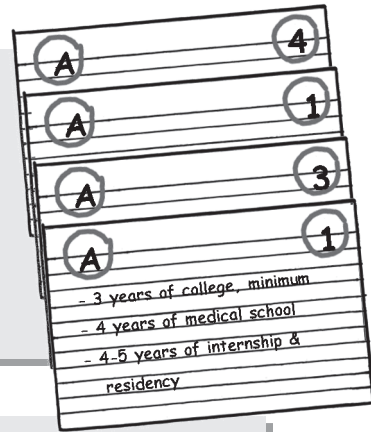 A 4
A 1
A 3
A 1
- 3 years of college, minimum
- 4 years of medical school
- 4-5 years of internship &
residency